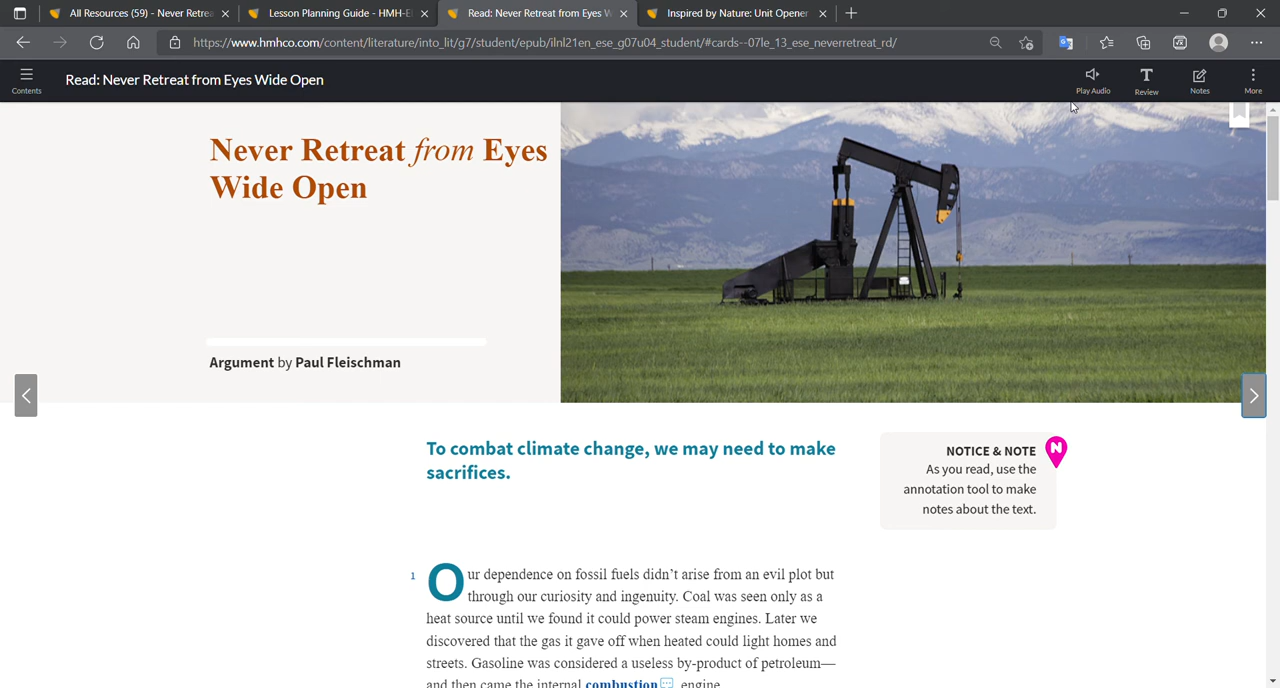 All Resources (59) - Never Retrea
Lesson Planning Guide - HMH-El
Read: Never Retreat from Eyes W
Inspired by Nature: Unit Opener
https://www.hmhco.com/content/literature/into_lit/g7/student/epub/ilnl21en_ese_g07u04_student/#cards--07le_13_ese_neverretreat_rd/
Contents
Read: Never Retreat from Eyes Wide Open
Play Audio
Review
Notes
More
Never Retreat from Eyes
Wide Open
Argument by Paul Fleischman
To combat climate change, we may need to make
sacrifices.
NOTICE & NOTE
As you read, use the
annotation tool to make
notes about the text.
1 Our dependence on fossil fuels didn’t arise from an evil plot but
through our curiosity and ingenuity. Coal was seen only as a
heat source until we found it could power steam engines. Later we
discovered that the gas it gave off when heated could light homes and
streets. Gasoline was considered a useless by-product of petroleum—
and then came the internal combustion engine